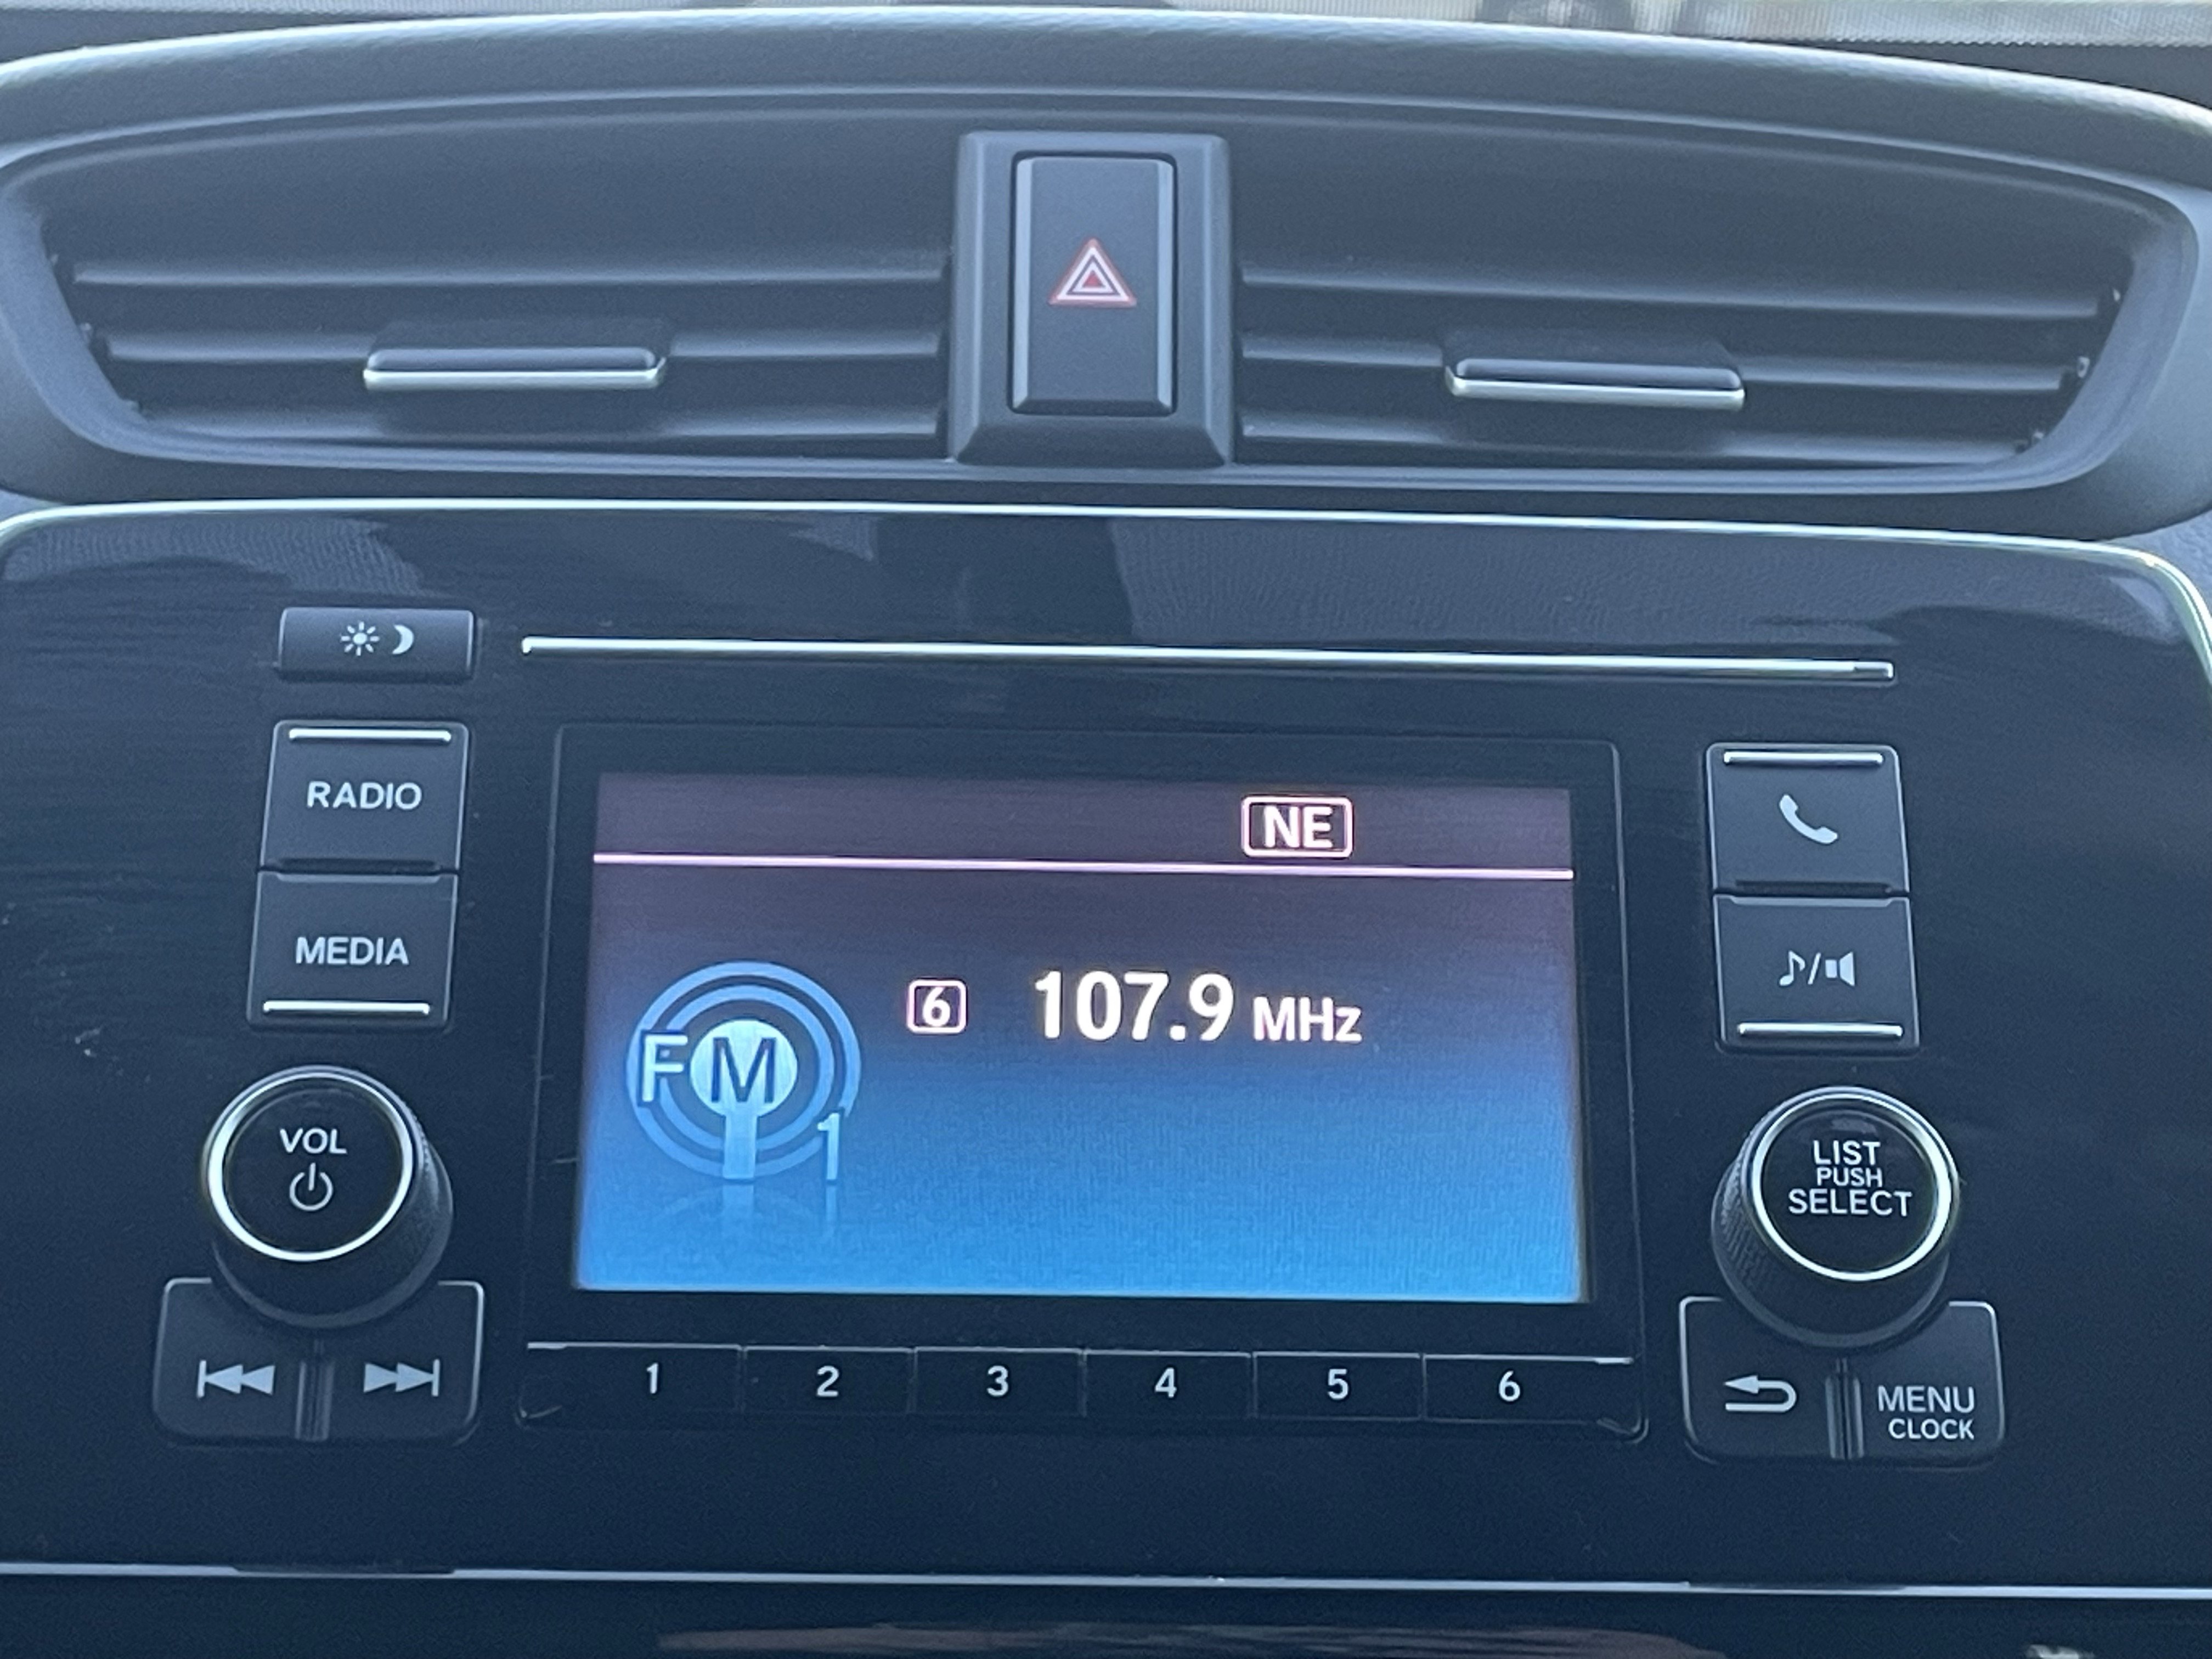 RADIO
MEDIA
VOL
NE
6 107.9 MHz
FM
1
LIST
PUSH
SELECT
1 2 3 4 5 6
MENU
CLOCK